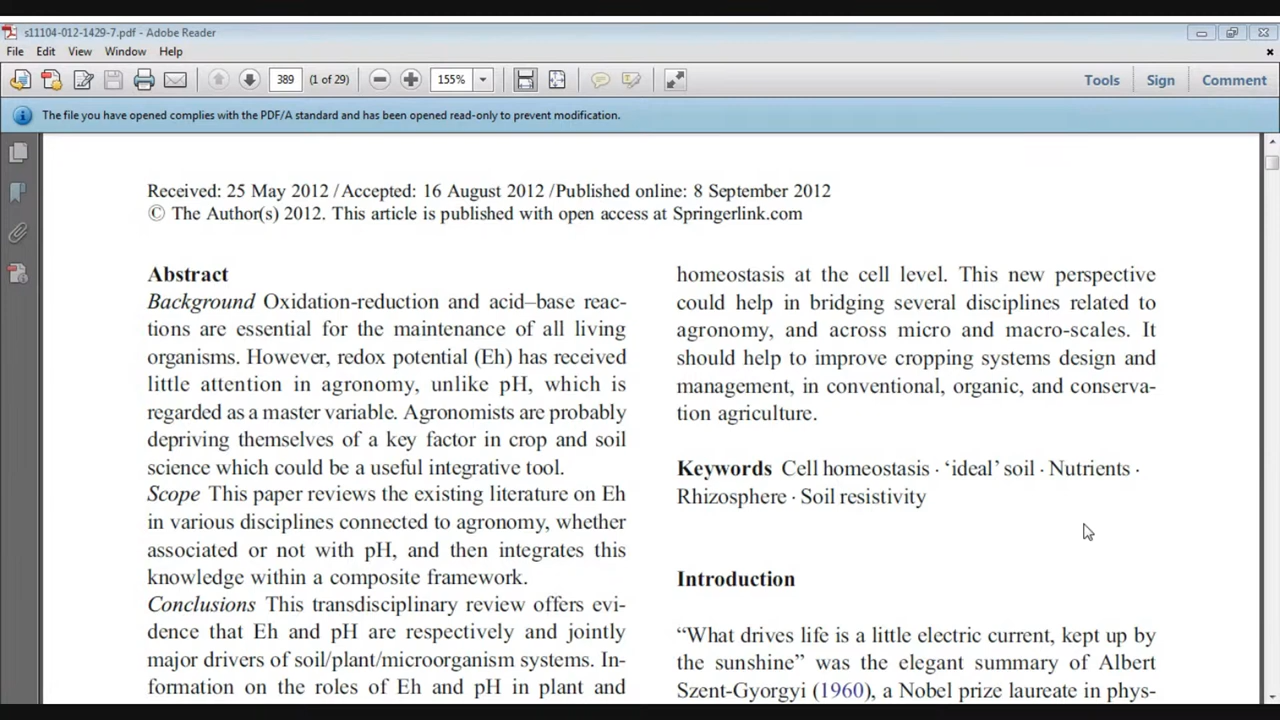 s11104-012-1429-7.pdf - Adobe Reader
File Edit View Window Help
389 (1 of 29) 155% Tools Sign Comment
The file you have opened complies with the PDF/A standard and has been opened read-only to prevent modification.
Received: 25 May 2012 / Accepted: 16 August 2012 / Published online: 8 September 2012
© The Author(s) 2012. This article is published with open access at Springerlink.com
Abstract
Background Oxidation-reduction and acid–base reac-
tions are essential for the maintenance of all living
organisms. However, redox potential (Eh) has received
little attention in agronomy, unlike pH, which is
regarded as a master variable. Agronomists are probably
depriving themselves of a key factor in crop and soil
science which could be a useful integrative tool.
Scope This paper reviews the existing literature on Eh
in various disciplines connected to agronomy, whether
associated or not with pH, and then integrates this
knowledge within a composite framework.
Conclusions This transdisciplinary review offers evi-
dence that Eh and pH are respectively and jointly
major drivers of soil/plant/microorganism systems. In-
formation on the roles of Eh and pH in plant and
homeostasis at the cell level. This new perspective
could help in bridging several disciplines related to
agronomy, and across micro and macro-scales. It
should help to improve cropping systems design and
management, in conventional, organic, and conserva-
tion agriculture.
Keywords Cell homeostasis · ‘ideal’ soil · Nutrients ·
Rhizosphere · Soil resistivity
Introduction
“What drives life is a little electric current, kept up by
the sunshine” was the elegant summary of Albert
Szent-Gyorgyi (1960), a Nobel prize laureate in phys-